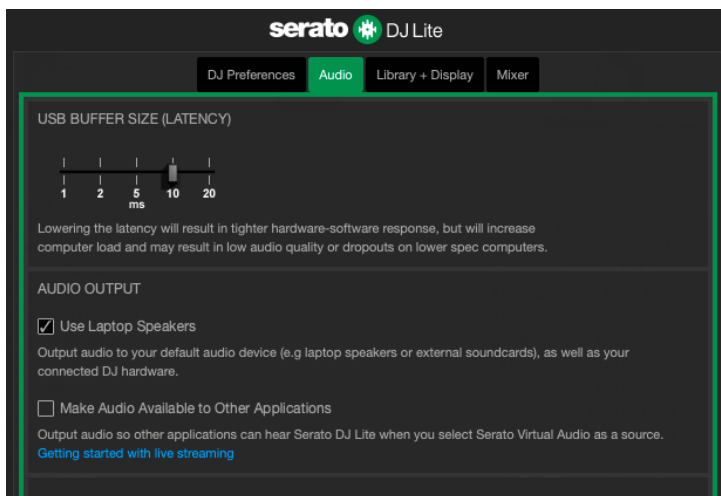 serato DJ Lite
DJ Preferences Audio Library + Display Mixer
USB BUFFER SIZE (LATENCY)
1 2 5 10 20
ms
Lowering the latency will result in tighter hardware-software response, but will increase
computer load and may result in low audio quality or dropouts on lower spec computers.
AUDIO OUTPUT
Use Laptop Speakers
Output audio to your default audio device (e.g laptop speakers or external soundcards), as well as your
connected DJ hardware.
Make Audio Available to Other Applications
Output audio so other applications can hear Serato DJ Lite when you select Serato Virtual Audio as a source.
Getting started with live streaming